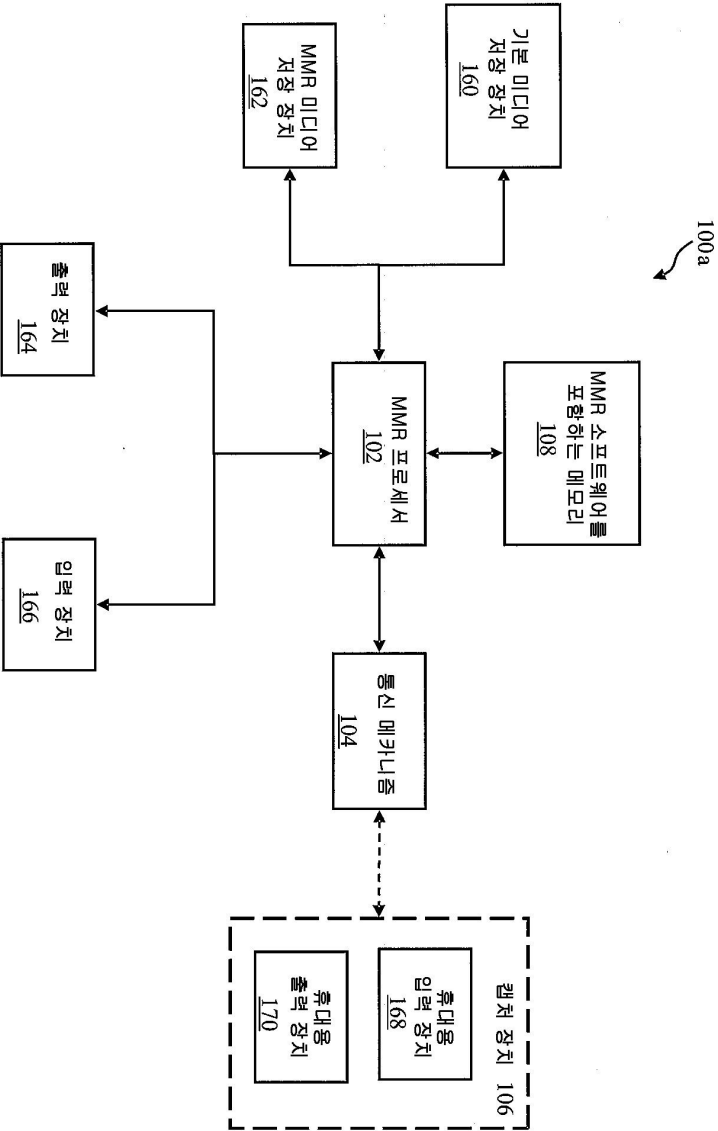 100a
기본 미디어
저장 장치
160
MMR 미디어
저장 장치
162
MMR 소프트웨어를
포함하는 메모리
108
MMR 프로세서
102
출력 장치
164
입력 장치
166
통신 메카니즘
104
캡처 장치 106
휴대용
입력 장치
168
휴대용
출력 장치
170